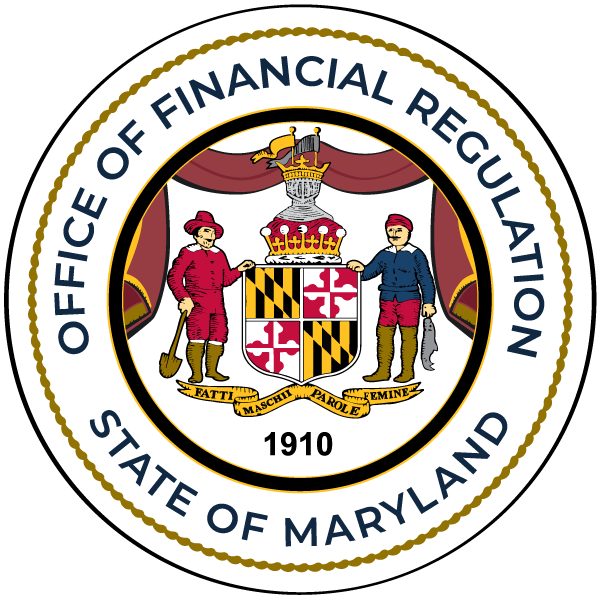 OFFICE OF FINANCIAL REGULATION
FATTI MASCHII PAROLE FEMINE
1910
STATE OF MARYLAND